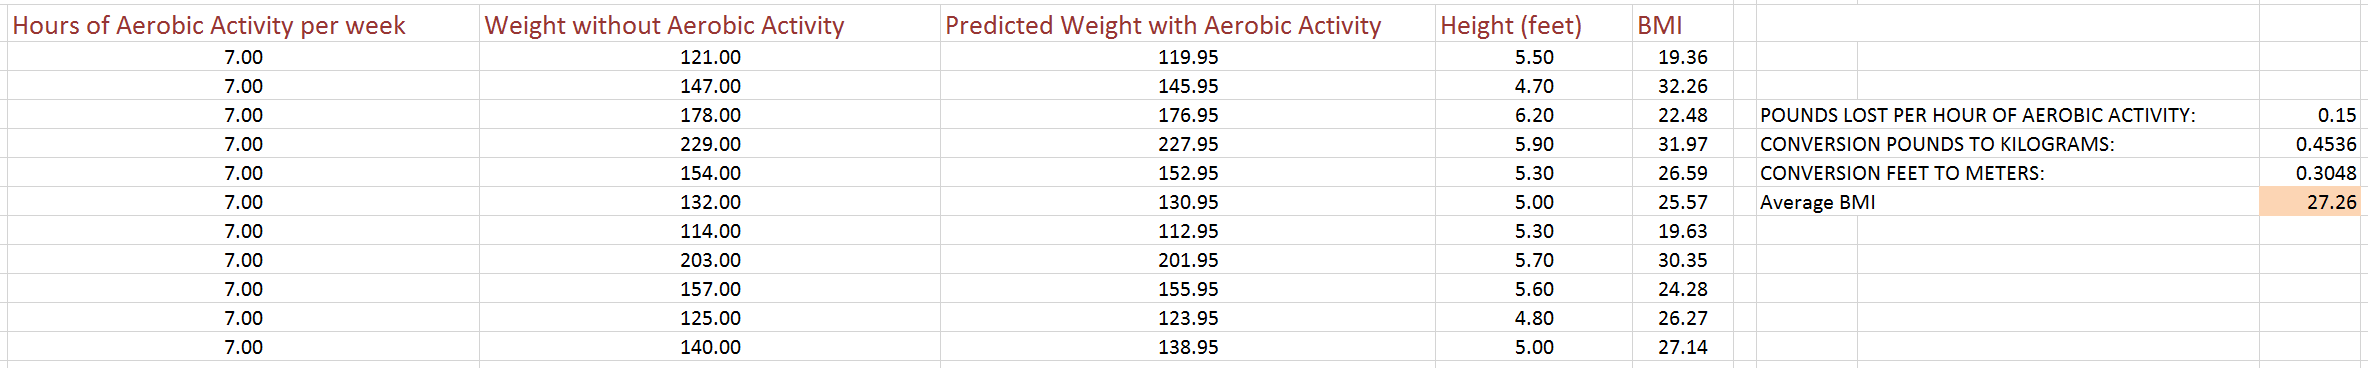 Hours of Aerobic Activity per week Weight without Aerobic Activity Predicted Weight with Aerobic Activity Height (feet) BMI
7.00 121.00 119.95 5.50 19.36
7.00 147.00 145.95 4.70 32.26
7.00 178.00 176.95 6.20 22.48 POUNDS LOST PER HOUR OF AEROBIC ACTIVITY: 0.15
7.00 229.00 227.95 5.90 31.97 CONVERSION POUNDS TO KILOGRAMS: 0.4536
7.00 154.00 152.95 5.30 26.59 CONVERSION FEET TO METERS: 0.3048
7.00 132.00 130.95 5.00 25.57 Average BMI 27.26
7.00 114.00 112.95 5.30 19.63
7.00 203.00 201.95 5.70 30.35
7.00 157.00 155.95 5.60 24.28
7.00 125.00 123.95 4.80 26.27
7.00 140.00 138.95 5.00 27.14